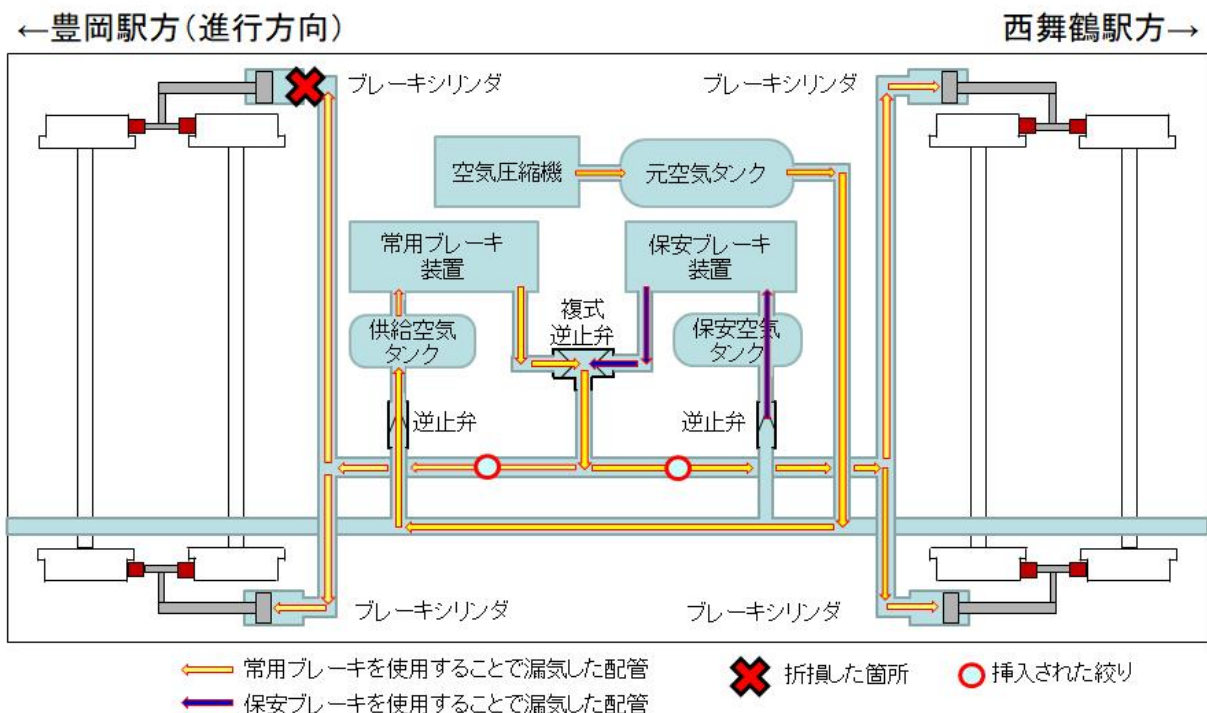 ←豊岡駅方(進行方向)
西舞鶴駅方→
ブレーキシリンダ
ブレーキシリンダ
空気圧縮機
元空気タンク
常用ブレーキ
装置
保安ブレーキ
装置
複式
逆止弁
供給空気
タンク
保安空気
タンク
逆止弁
逆止弁
ブレーキシリンダ
ブレーキシリンダ
常用ブレーキを使用することで漏気した配管
折損した箇所
挿入された絞り
保安ブレーキを使用することで漏気した配管